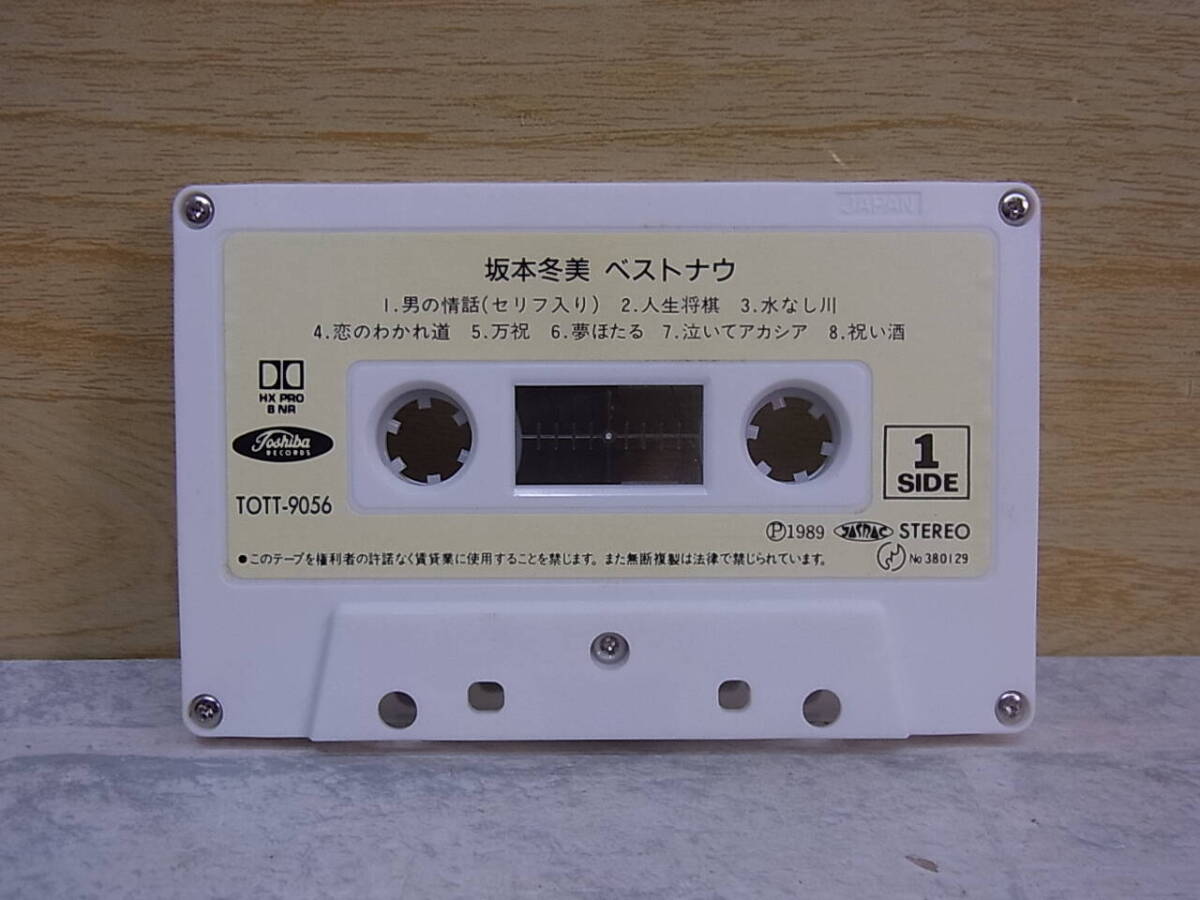 JAPAN
坂本冬美 ベストナウ
1.男の情話(セリフ入り) 2.人生将棋 3.水なし川
4.恋のわかれ道 5.万祝 6.夢ほたる 7.泣いてアカシア 8.祝い酒
HX PRO
B NR
Toshiba
RECORDS
TOTT-9056
1
SIDE
Ⓟ1989 JASRAC STEREO
●このテープを権利者の許諾なく賃貸業に使用することを禁じます。また無断複製は法律で禁じられています。
No 380129